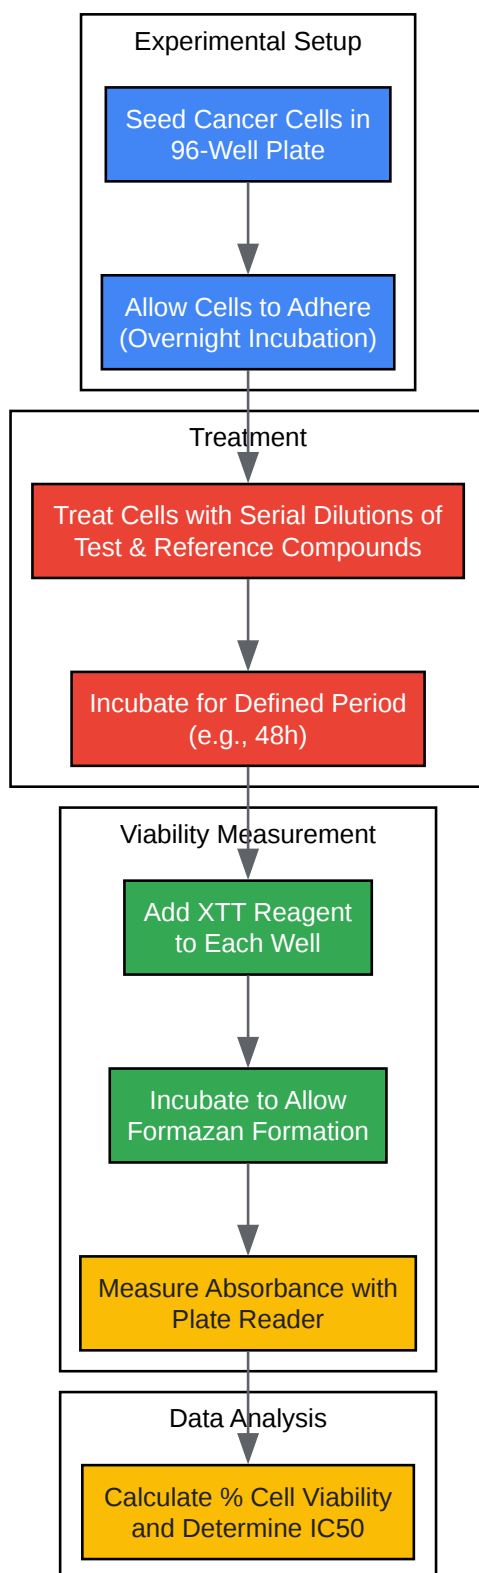 Experimental Setup
Seed Cancer Cells in
96-Well Plate
Allow Cells to Adhere
(Overnight Incubation)
Treatment
Treat Cells with Serial Dilutions of
Test & Reference Compounds
Incubate for Defined Period
(e.g., 48h)
Viability Measurement
Add XTT Reagent
to Each Well
Incubate to Allow
Formazan Formation
Measure Absorbance with
Plate Reader
Data Analysis
Calculate % Cell Viability
and Determine IC50